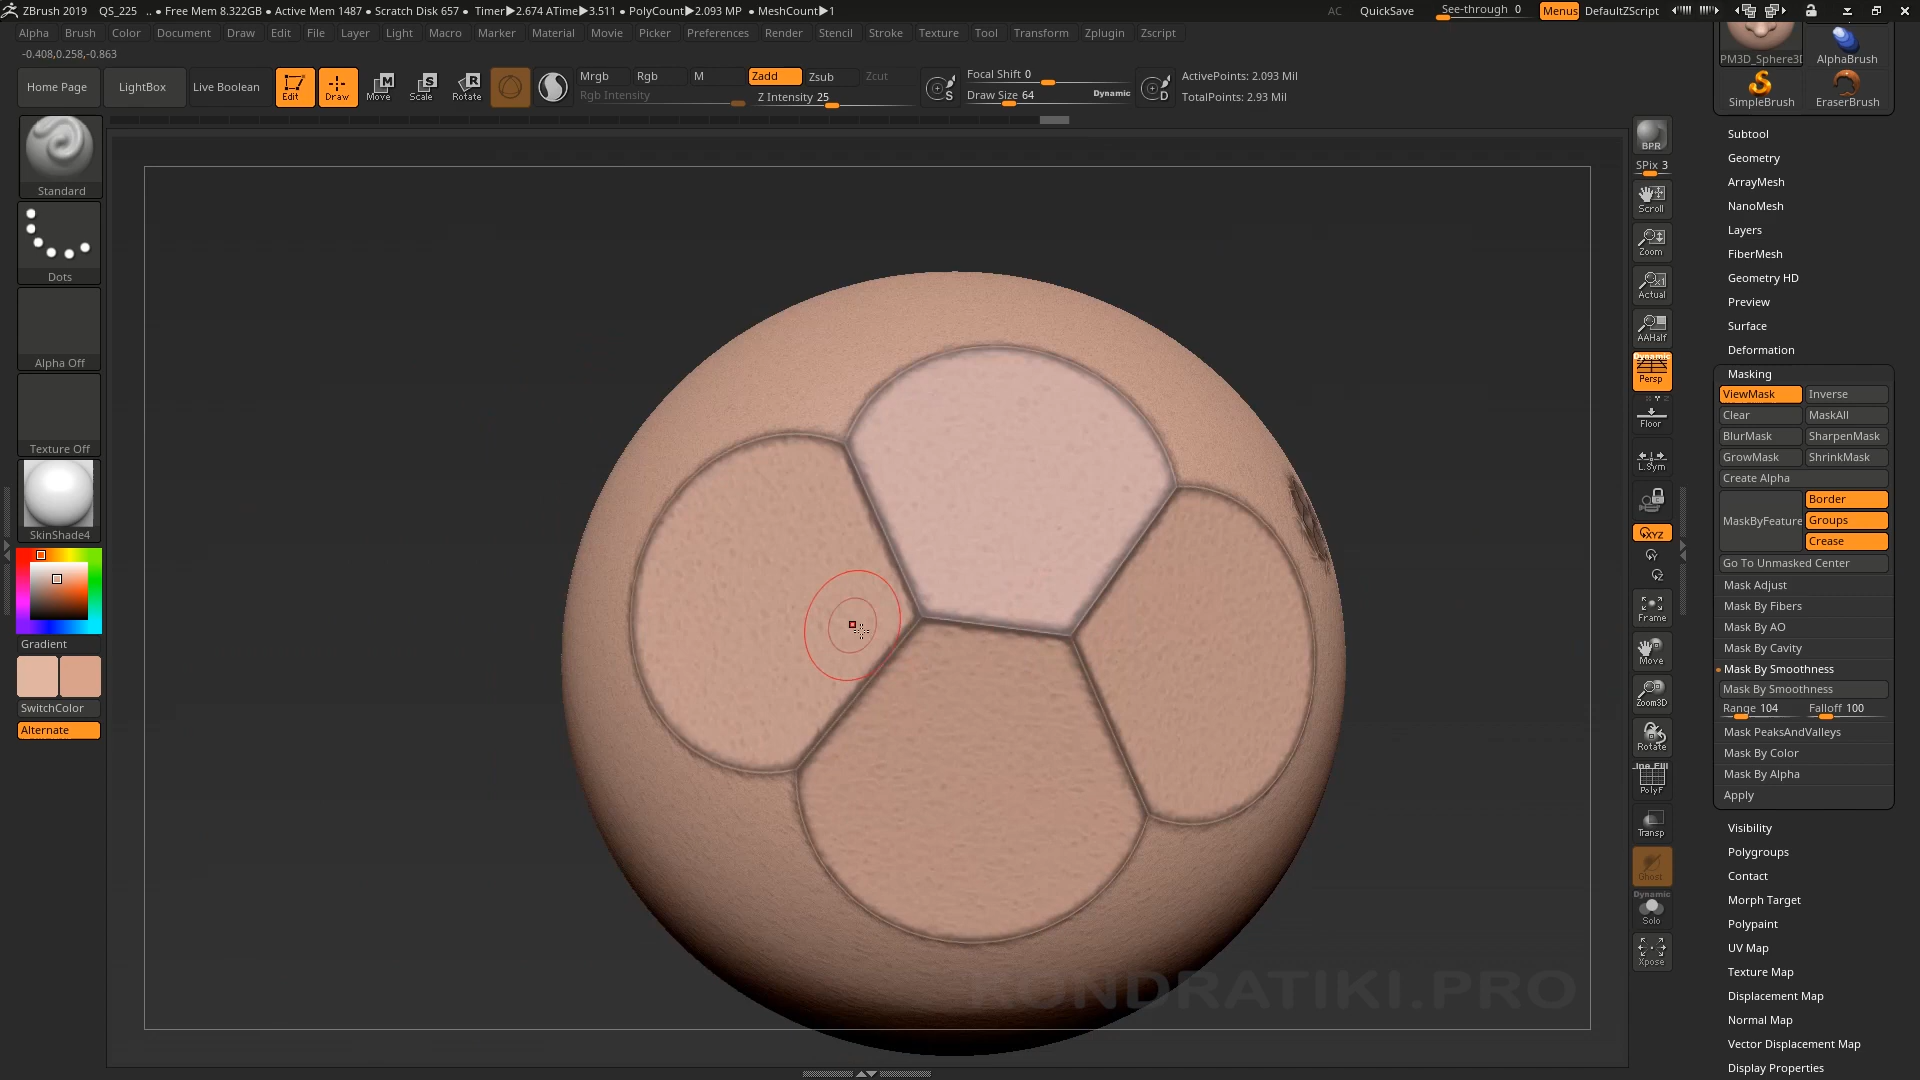 ZBrush 2019 QS_225 .. • Free Mem 8.322GB • Active Mem 1487 • Scratch Disk 657 • Timer▶2.674 ATime▶3.511 • PolyCount▶2.093 MP • MeshCount▶1 AC QuickSave See-through 0 Menus DefaultZScript
Alpha Brush Color Document Draw Edit File Layer Light Macro Marker Material Movie Picker Preferences Render Stencil Stroke Texture Tool Transform Zplugin Zscript
-0.408,0.258,-0.863
Home Page LightBox Live Boolean Edit Draw Move Scale Rotate
Mrgb Rgb M Zadd Zsub Zcut
Rgb Intensity Z Intensity 25
Focal Shift 0
Draw Size 64 Dynamic
ActivePoints: 2.093 Mil
TotalPoints: 2.93 Mil
Standard
Dots
Alpha Off
Texture Off
SkinShade4
Gradient
SwitchColor
Alternate
KONDRATIKI.PRO
BPR
SPix 3
Scroll
Zoom
Actual
AAHalf
Dynamic
Persp
Floor
L.Sym
XYZ
Y
Z
Frame
Move
Zoom3D
Rotate
Line Fill
PolyF
Transp
Ghost
Dynamic
Solo
Xpose
PM3D_Sphere3D AlphaBrush
SimpleBrush EraserBrush
Subtool
Geometry
ArrayMesh
NanoMesh
Layers
FiberMesh
Geometry HD
Preview
Surface
Deformation
Masking
ViewMask Inverse
Clear MaskAll
BlurMask SharpenMask
GrowMask ShrinkMask
Create Alpha
MaskByFeature Border
Groups
Crease
Go To Unmasked Center
Mask Adjust
Mask By Fibers
Mask By AO
Mask By Cavity
Mask By Smoothness
Mask By Smoothness
Range 104 Falloff 100
Mask PeaksAndValleys
Mask By Color
Mask By Alpha
Apply
Visibility
Polygroups
Contact
Morph Target
Polypaint
UV Map
Texture Map
Displacement Map
Normal Map
Vector Displacement Map
Display Properties